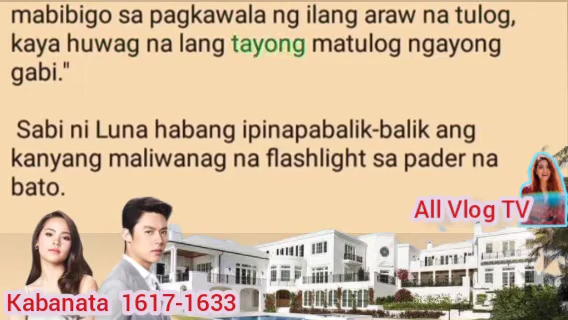 mabibigo sa pagkawala ng ilang araw na tulog,
kaya huwag na lang tayong matulog ngayong
gabi."
Sabi ni Luna habang ipinapabalik-balik ang
kanyang maliwanag na flashlight sa pader na
bato.
All Vlog TV
Kabanata 1617-1633